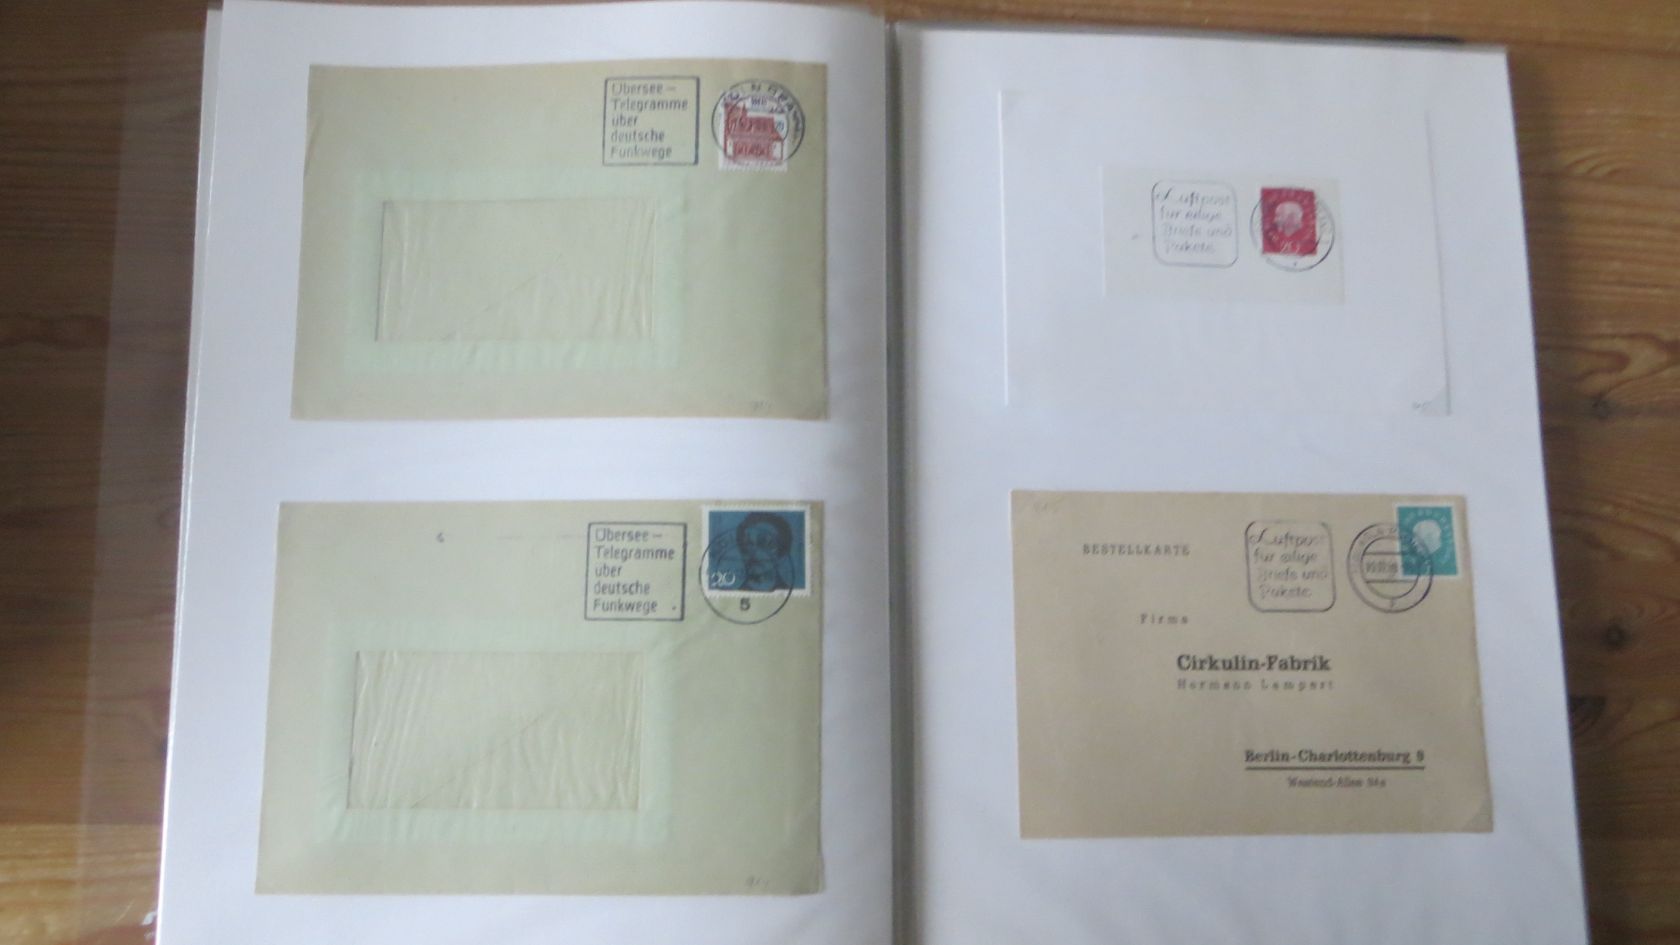 Übersee-
Telegramme
über
deutsche
Funkwege
Übersee-
Telegramme
über
deutsche
Funkwege
20
5
Luftpost
für eilige
Briefe und
Pakete
20
BESTELLKARTE
Luftpost
für eilige
Briefe und
Pakete
Firma
Cirkulin-Fabrik
Hermann Lampert
Berlin-Charlottenburg 9
Westend-Allee